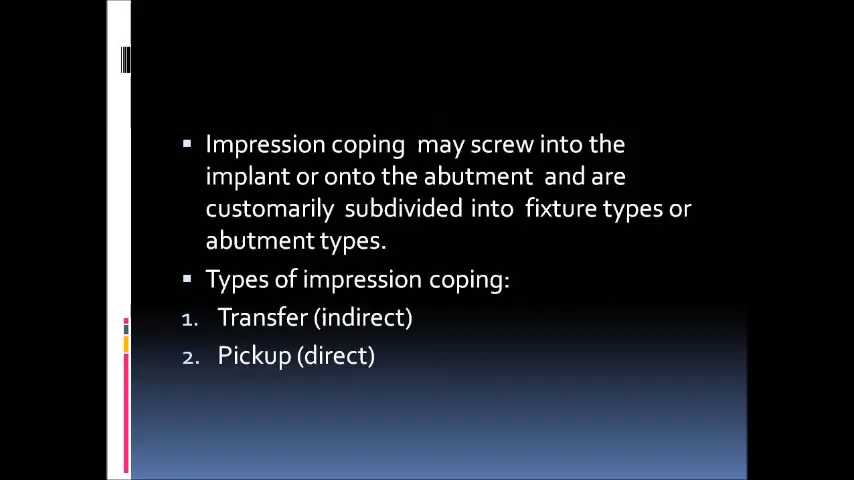 ▪ Impression coping may screw into the
implant or onto the abutment and are
customarily subdivided into fixture types or
abutment types.
▪ Types of impression coping:
1. Transfer (indirect)
2. Pickup (direct)